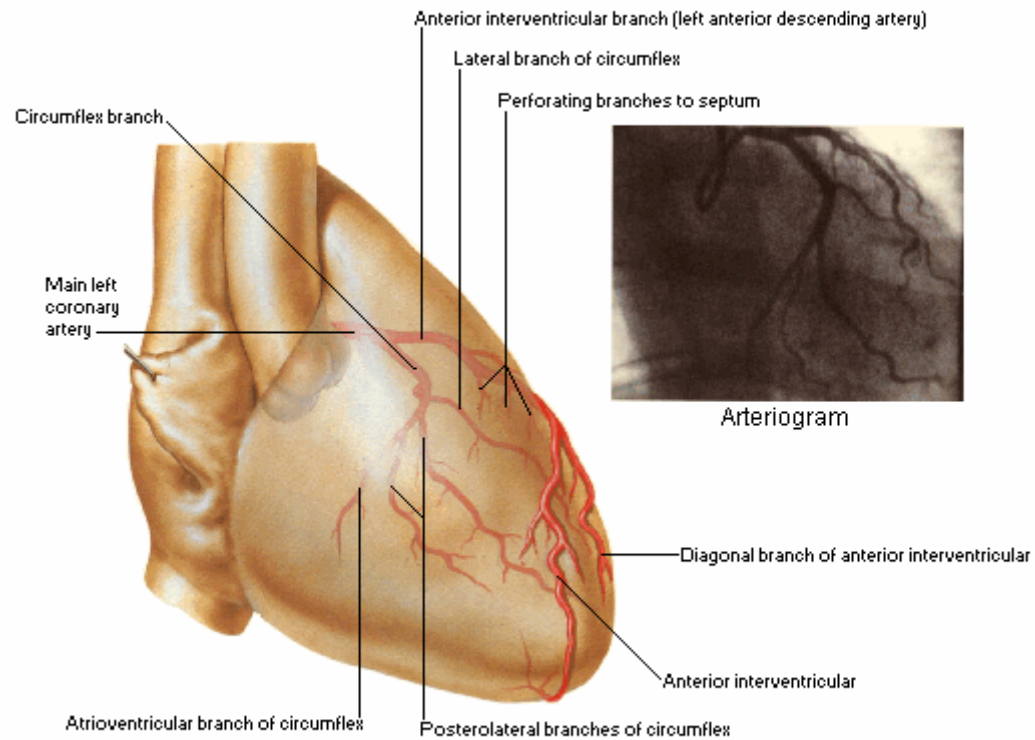 Anterior interventricular branch (left anterior descending artery)
Lateral branch of circumflex
Perforating branches to septum
Circumflex branch
Main left
coronary
artery
Arteriogram
Diagonal branch of anterior interventricular
Anterior interventricular
Atrioventricular branch of circumflex
Posterolateral branches of circumflex